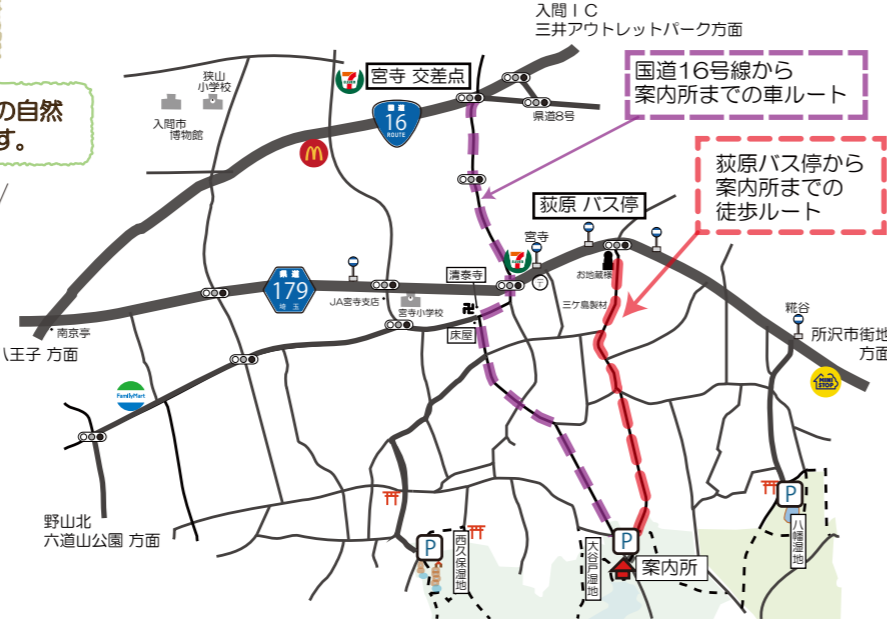 入間IC
三井アウトレットパーク方面
の自然
す。
狭山
小学校
入間市
博物館
宮寺 交差点
国道
16
ROUTE
県道8号
国道16号線から
案内所までの車ルート
荻原バス停から
案内所までの
徒歩ルート
荻原 バス停
宮寺
お地蔵様
清泰寺
県道
179
埼玉
JA宮寺支店
宮寺小学校
三ケ島製材
床屋
糀谷
所沢市街地
方面
MINI
STOP
南京亭
八王子 方面
FamilyMart
野山北
六道山公園 方面
P
西久保湿地
大谷戸湿地
P
案内所
P
八幡湿地